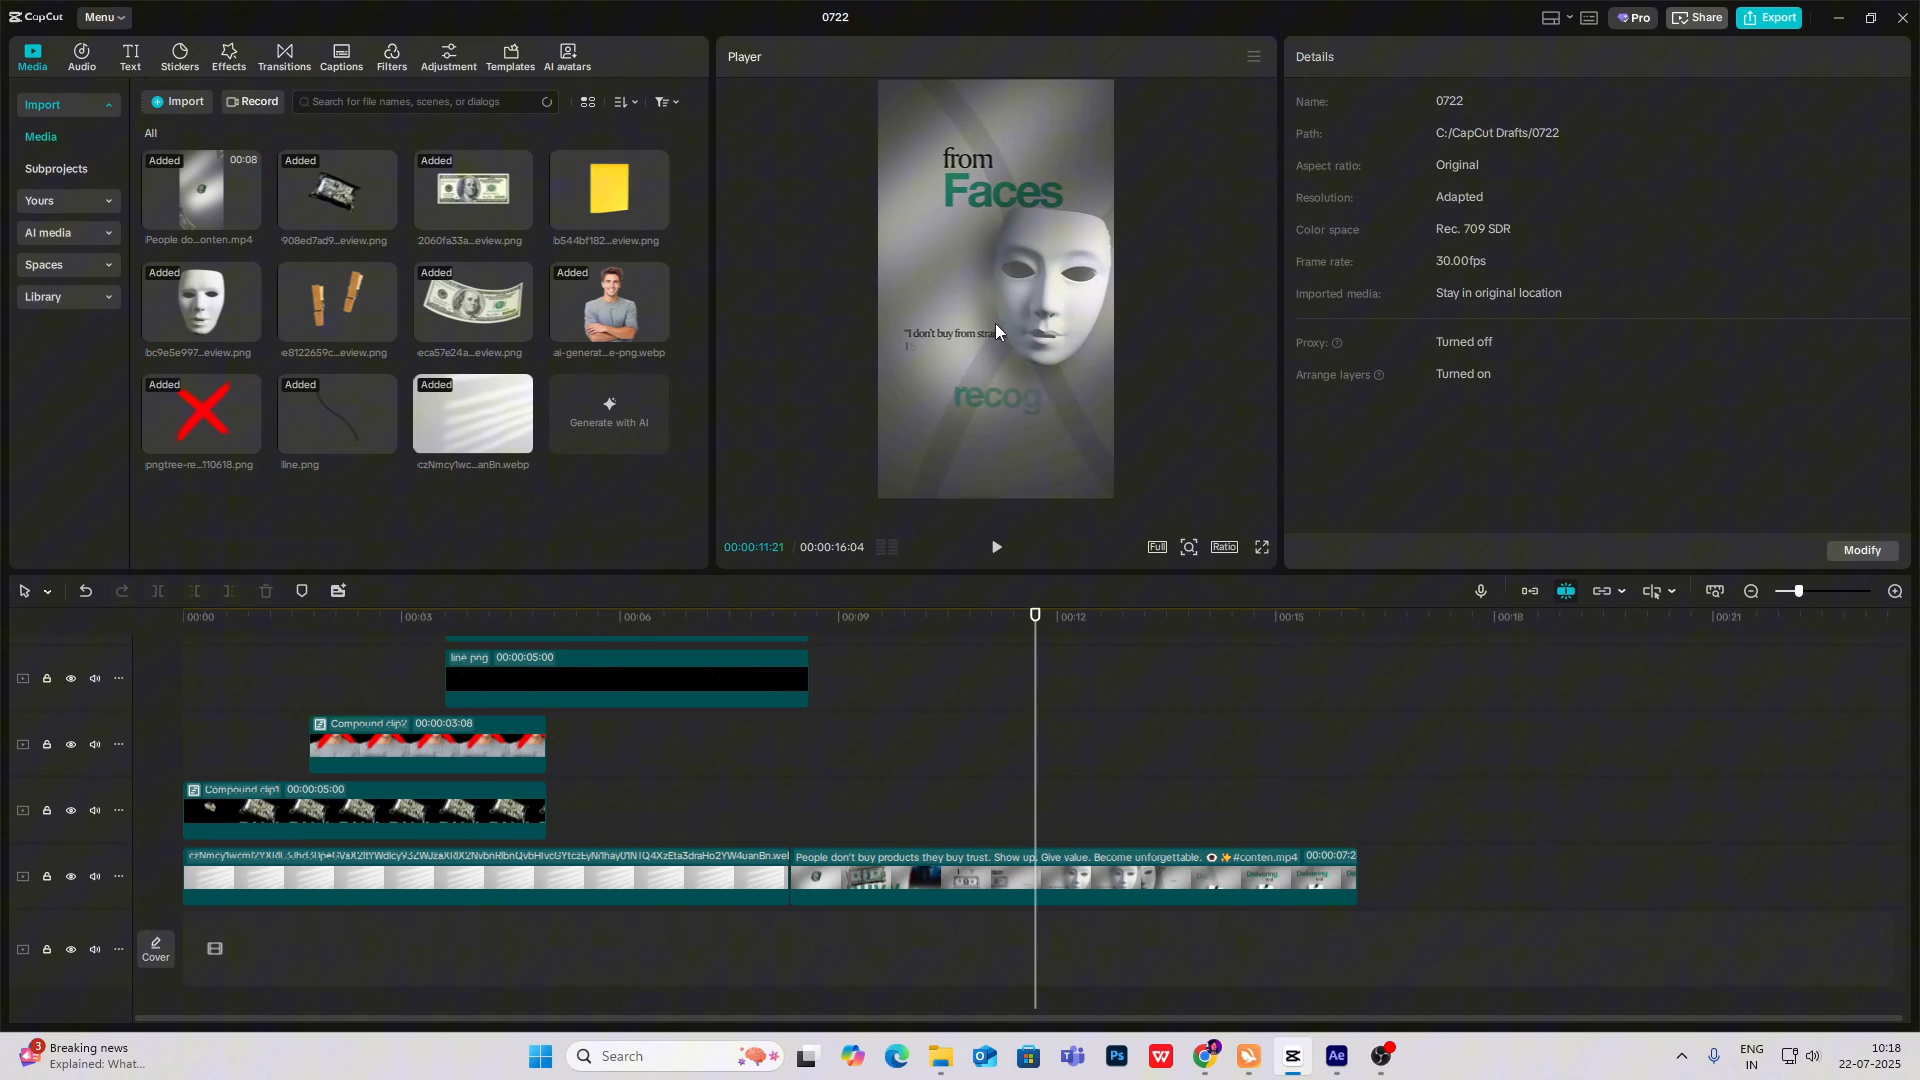 CapCut
Menu
0722
Pro
Share
Export
Media
Audio
Text
Stickers
Effects
Transitions
Captions
Filters
Adjustment
Templates
AI avatars
Import
Media
Subprojects
Yours
AI media
Spaces
Library
Import
Record
Search for file names, scenes, or dialogs
All
Added
00:08
Added
Added
People do...onten.mp4
908ed7ad9...eview.png
2060fa33a...eview.png
b544bf182...eview.png
Added
Added
Added
bc9e5e997...eview.png
e8122659c...eview.png
eca57e24a...eview.png
ai-generat...e-png.webp
Added
Added
Added
Generate with AI
pngtree-re...110618.png
line.png
czNmcy1wc...anBn.webp
Player
from
Faces
"I don't buy from
recog
00:00:11:21 / 00:00:16:04
Full
Ratio
Details
Name: 0722
Path: C:/CapCut Drafts/0722
Aspect ratio: Original
Resolution: Adapted
Color space Rec. 709 SDR
Frame rate: 30.00fps
Imported media: Stay in original location
Proxy: Turned off
Arrange layers Turned on
Modify
00:00
00:03
00:06
00:09
00:12
00:15
00:18
00:21
line.png 00:00:05:00
Compound clip2 00:00:03:08
Compound clip1 00:00:05:00
People don't buy products they buy trust. Show up. Give value. Become unforgettable. 👁️✨#conten.mp4 00:00:07:2
Delivering
Delivering
Cover
3
Breaking news
Explained: What...
Search
Ps
W
Ae
ENG
IN
10:18
22-07-2025